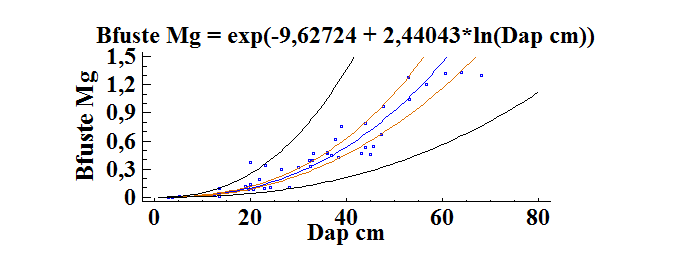 Bfuste Mg = exp(-9,62724 + 2,44043*ln(Dap cm))
1,5
1,2
0,9
0,6
0,3
0
Bfuste Mg
0 20 40 60 80
Dap cm